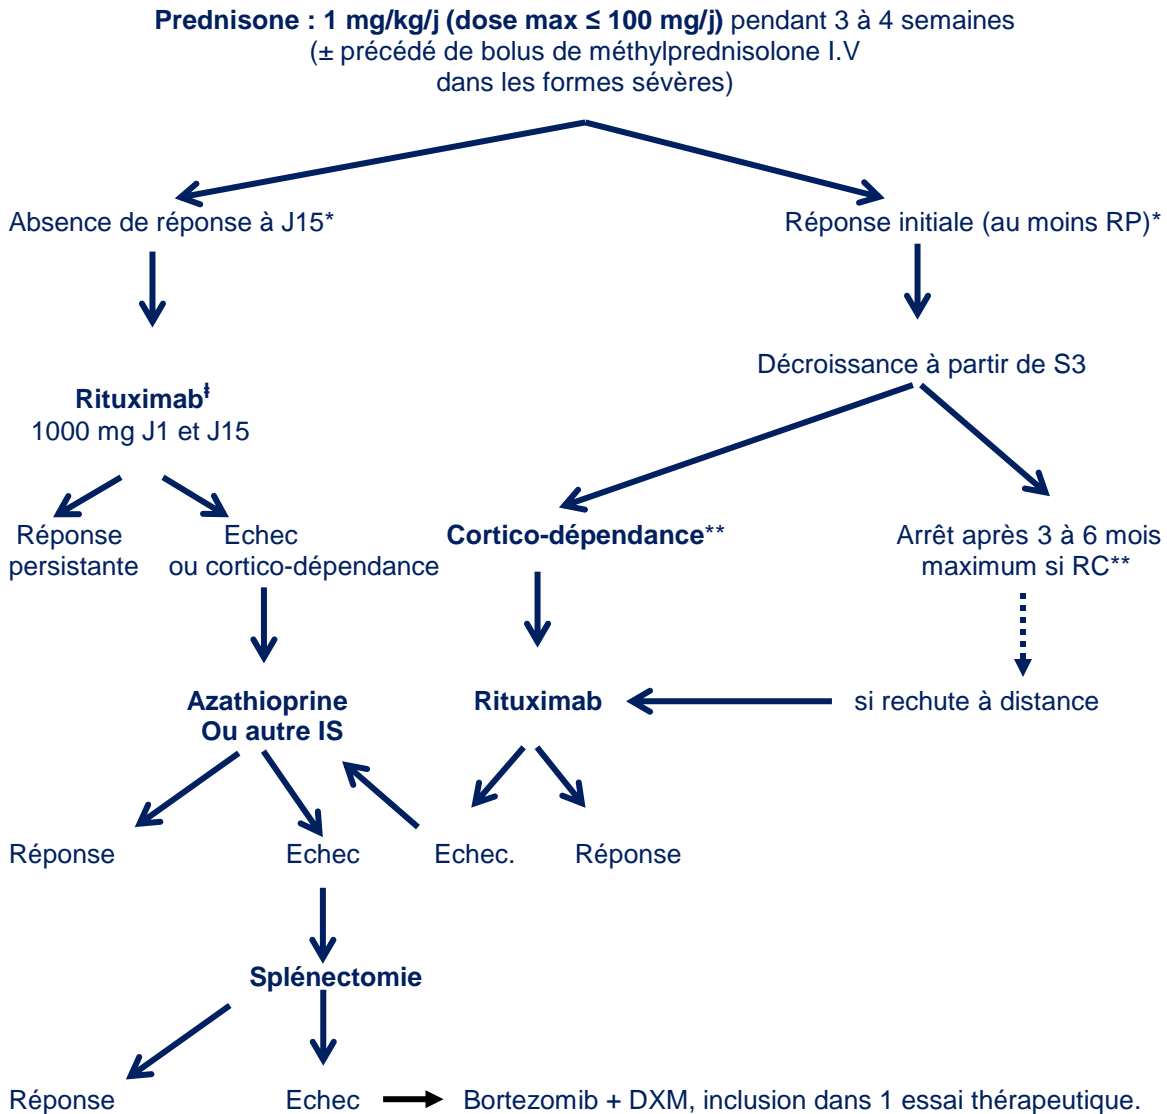 Prednisone : 1 mg/kg/j (dose max ≤ 100 mg/j) pendant 3 à 4 semaines
(± précédé de bolus de méthylprednisolone I.V
dans les formes sévères)
Absence de réponse à J15*
Réponse initiale (au moins RP)*
Décroissance à partir de S3
Rituximabⱡ
1000 mg J1 et J15
Réponse
persistante
Echec
ou cortico-dépendance
Cortico-dépendance**
Arrêt après 3 à 6 mois
maximum si RC**
Azathioprine
Ou autre IS
Rituximab
si rechute à distance
Réponse
Echec
Echec.
Réponse
Splénectomie
Réponse
Echec
Bortezomib + DXM, inclusion dans 1 essai thérapeutique.